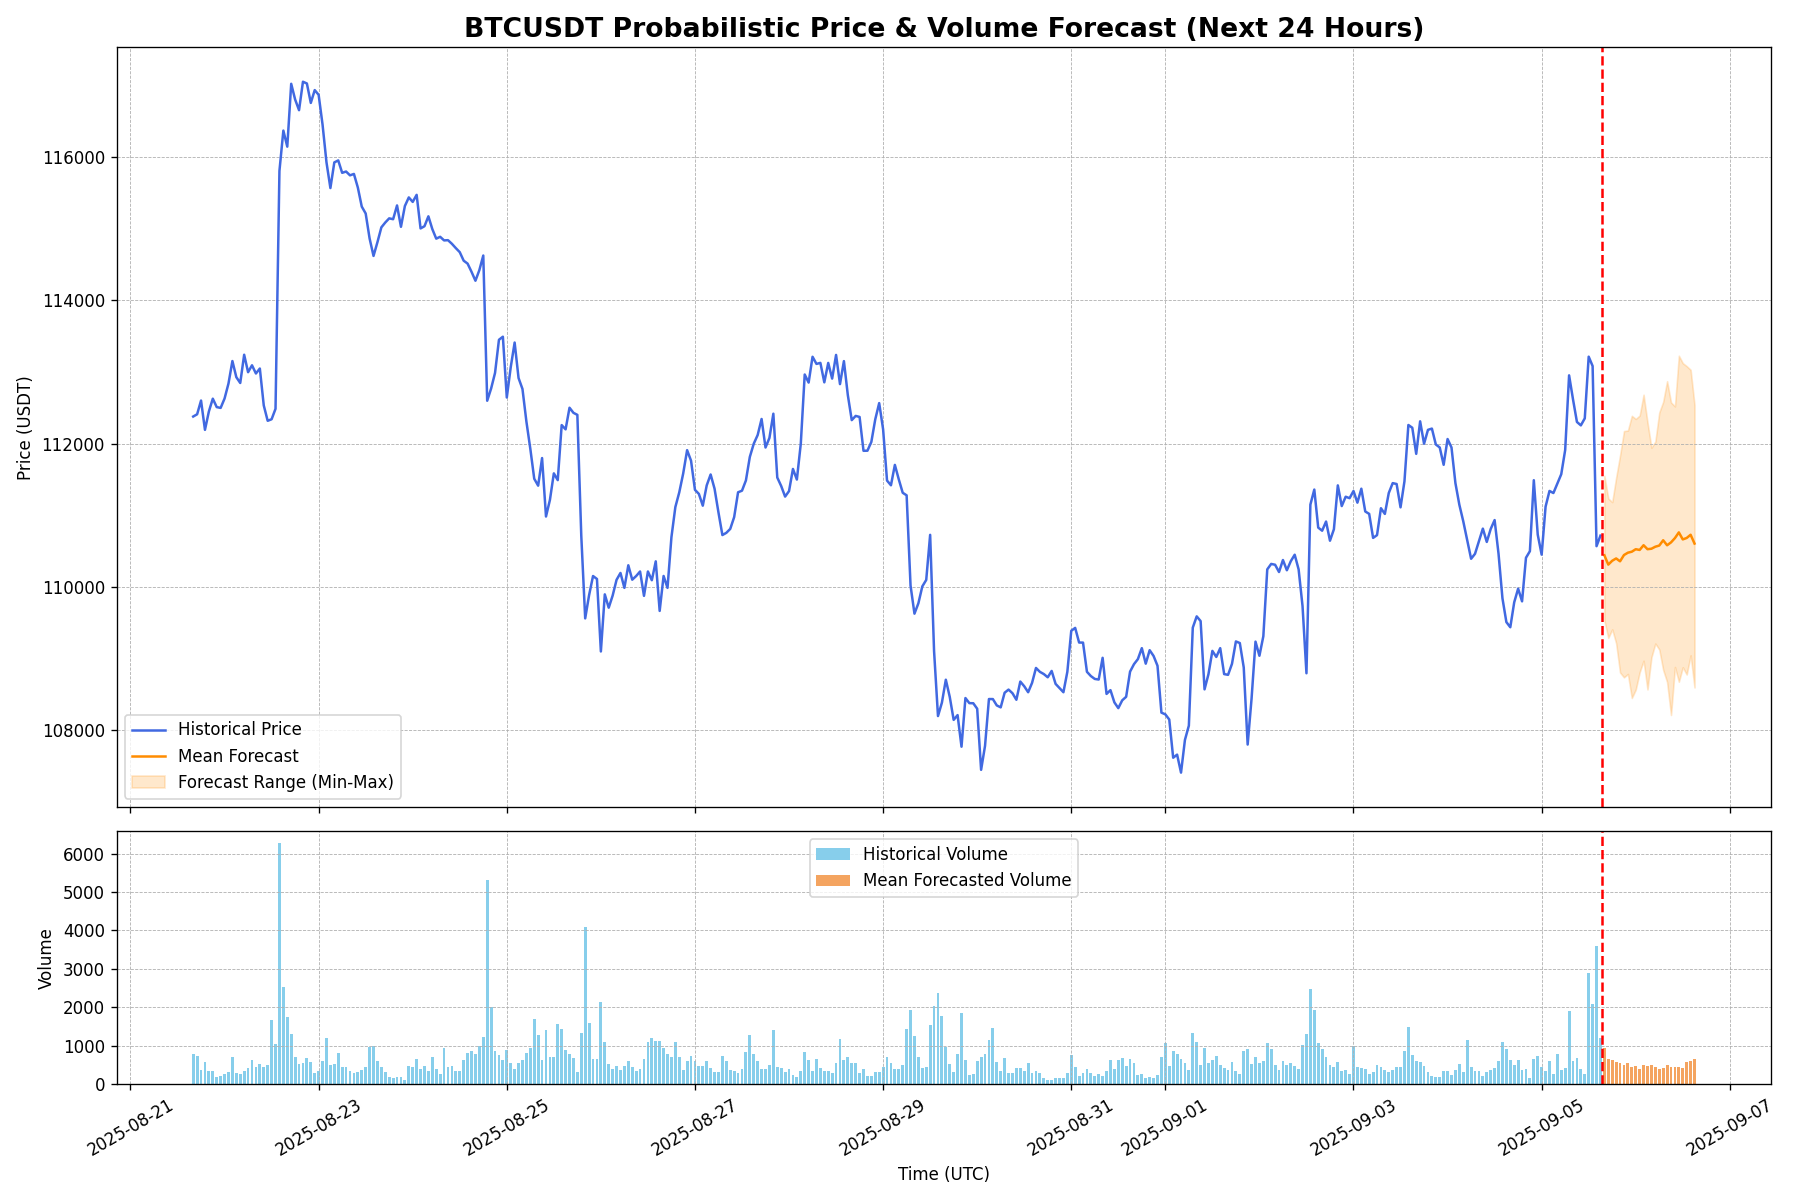 BTCUSDT Probabilistic Price & Volume Forecast (Next 24 Hours)
Price (USDT)
116000
114000
112000
110000
108000
Historical Price
Mean Forecast
Forecast Range (Min-Max)
Volume
6000
5000
4000
3000
2000
1000
0
Historical Volume
Mean Forecasted Volume
2025-08-21
2025-08-23
2025-08-25
2025-08-27
2025-08-29
2025-08-31
2025-09-01
2025-09-03
2025-09-05
2025-09-07
Time (UTC)